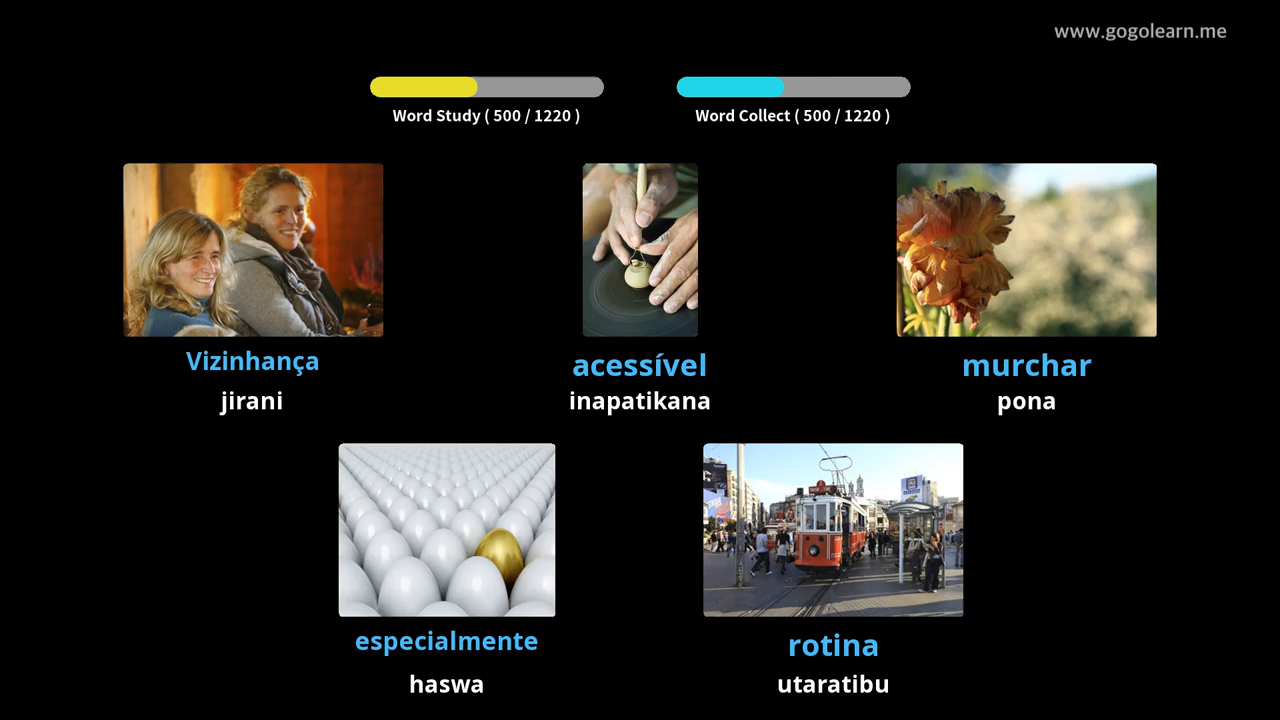 www.gogolearn.me
Word Study ( 500 / 1220 )
Word Collect ( 500 / 1220 )
Vizinhança
jirani
acessível
inapatikana
murchar
pona
especialmente
haswa
rotina
utaratibu